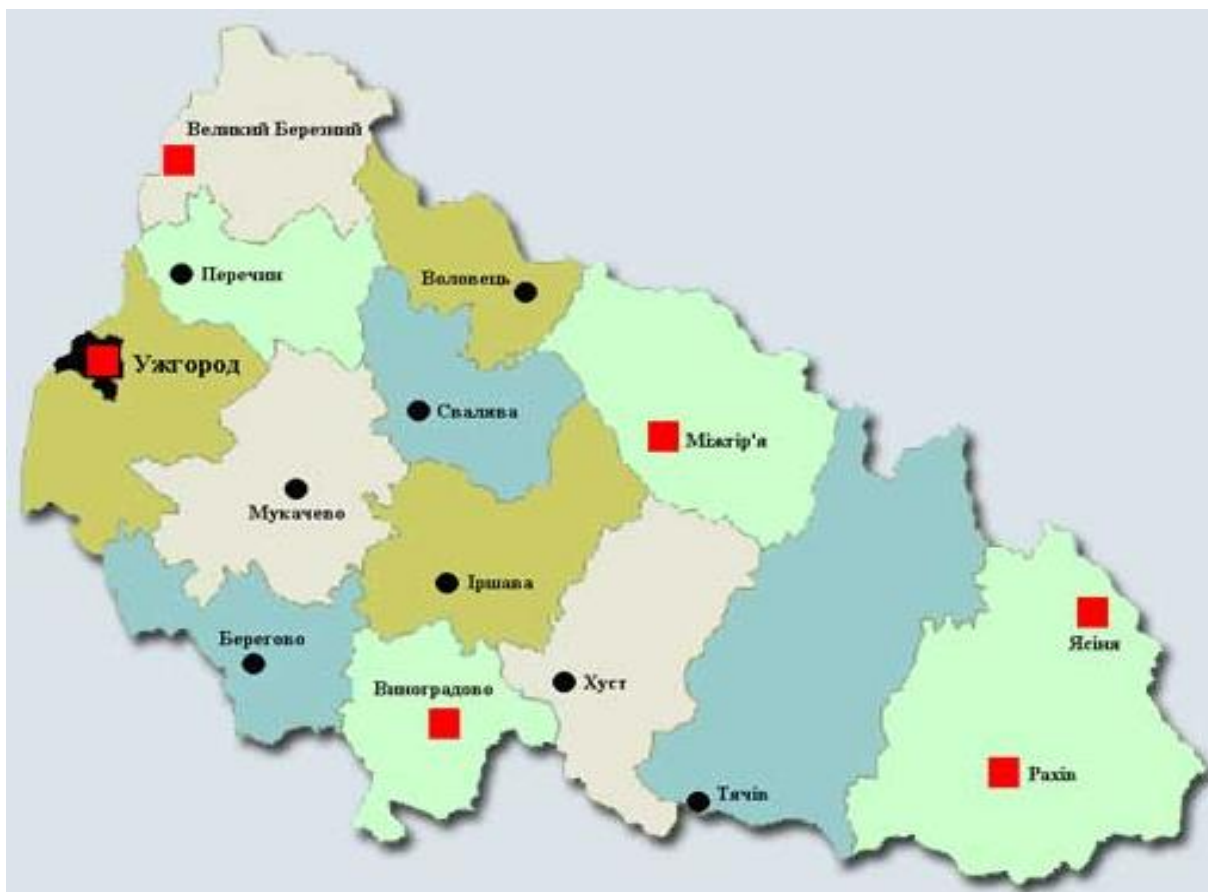 Великий Березний
Перечин
Воловець
Ужгород
Свалява
Міжгір'я
Мукачево
Іршава
Ясіня
Берегово
Хуст
Виноградово
Рахів
Тячів